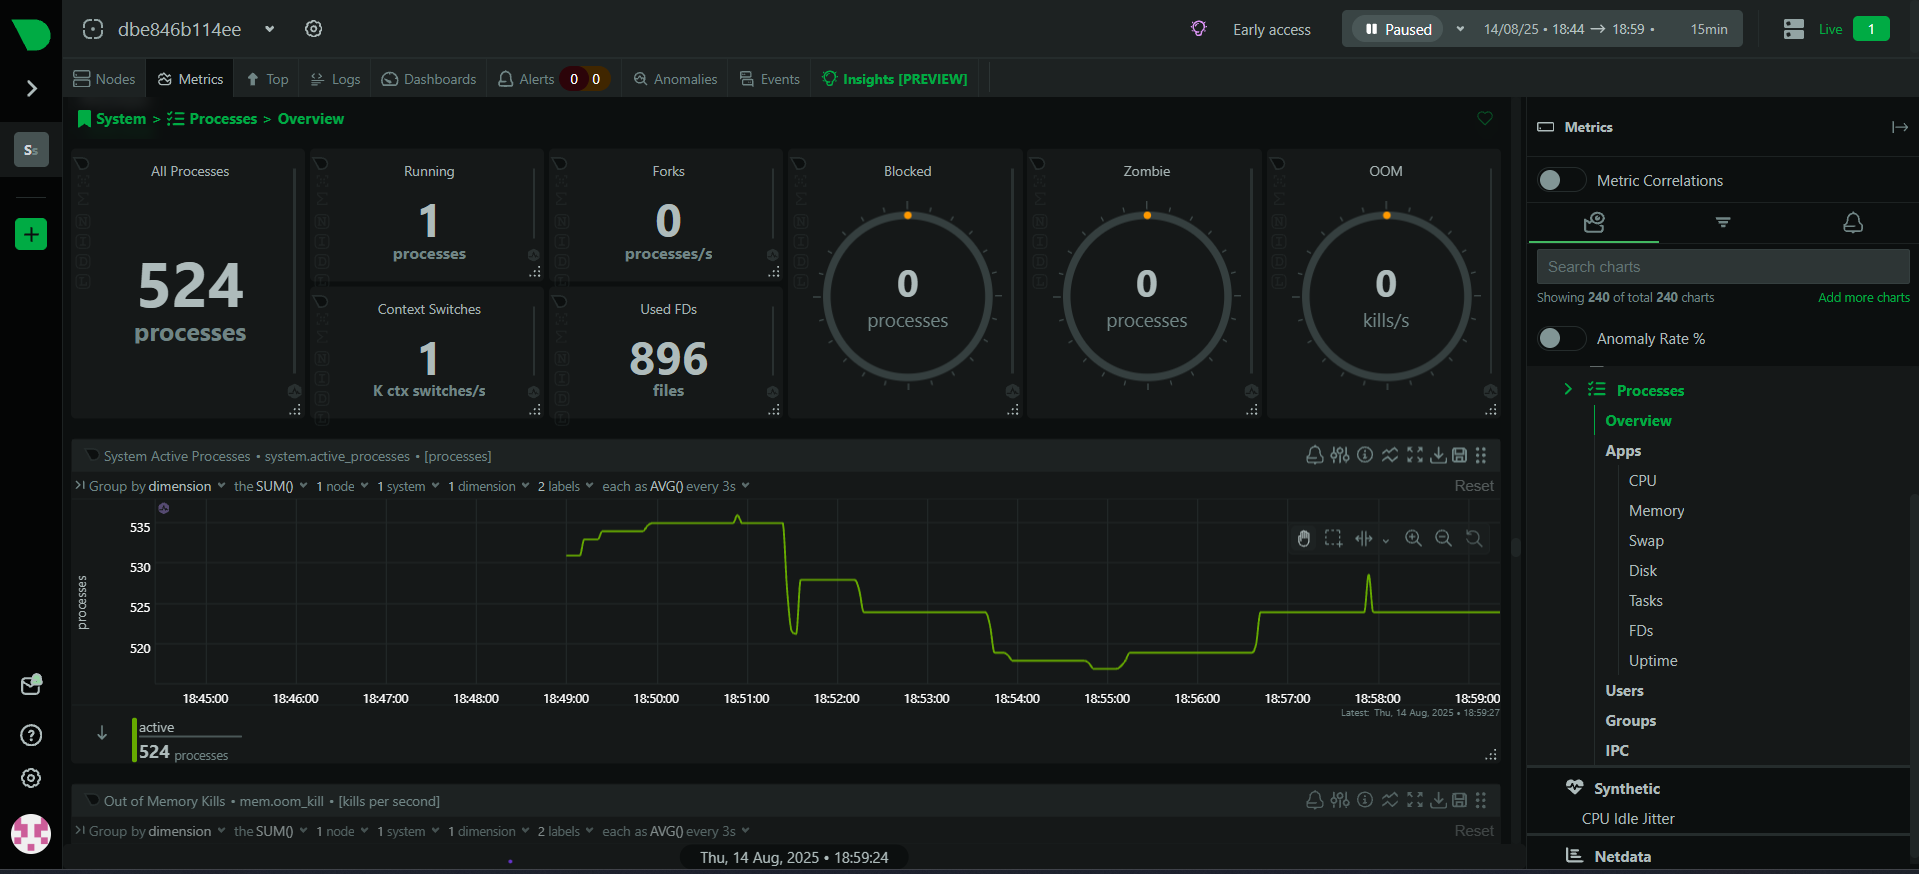 dbe846b114ee
Early access
Paused
14/08/25 • 18:44 → 18:59 •
15min
Live
1
Nodes
Metrics
Top
Logs
Dashboards
Alerts 0 0
Anomalies
Events
Insights [PREVIEW]
Ss
System > Processes > Overview
All Processes
524
processes
Running
1
processes
Forks
0
processes/s
Context Switches
1
K ctx switches/s
Used FDs
896
files
Blocked
0
processes
Zombie
0
processes
OOM
0
kills/s
System Active Processes • system.active_processes • [processes]
Group by dimension the SUM() 1 node 1 system 1 dimension 2 labels each as AVG() every 3s Reset
processes
535
530
525
520
18:45:00 18:46:00 18:47:00 18:48:00 18:49:00 18:50:00 18:51:00 18:52:00 18:53:00 18:54:00 18:55:00 18:56:00 18:57:00 18:58:00 18:59:00
Latest: Thu, 14 Aug, 2025 • 18:59:27
active
524 processes
Out of Memory Kills • mem.oom_kill • [kills per second]
Group by dimension the SUM() 1 node 1 system 1 dimension 2 labels each as AVG() every 3s Reset
Thu, 14 Aug, 2025 • 18:59:24
Metrics
Metric Correlations
Search charts
Showing 240 of total 240 charts
Add more charts
Anomaly Rate %
Processes
Overview
Apps
CPU
Memory
Swap
Disk
Tasks
FDs
Uptime
Users
Groups
IPC
Synthetic
CPU Idle Jitter
Netdata